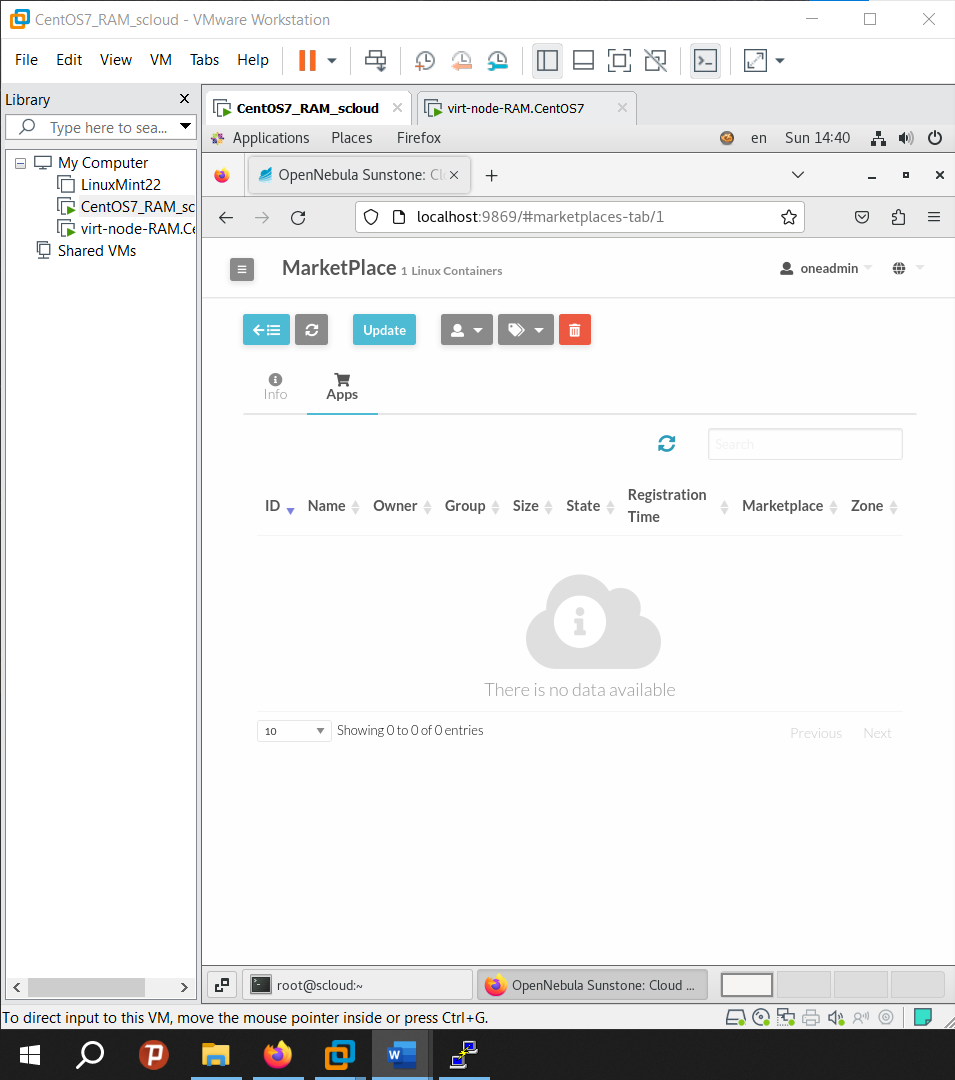 CentOS7_RAM_scloud - VMware Workstation
File Edit View VM Tabs Help
Library
Type here to sea...
My Computer
LinuxMint22
CentOS7_RAM_sc
virt-node-RAM.Ce
Shared VMs
CentOS7_RAM_scloud
virt-node-RAM.CentOS7
Applications Places Firefox en Sun 14:40
OpenNebula Sunstone: Clo
localhost:9869/#marketplaces-tab/1
MarketPlace 1 Linux Containers
oneadmin
Update
Info
Apps
Search
ID Name Owner Group Size State Registration Time Marketplace Zone
There is no data available
10 Showing 0 to 0 of 0 entries
Previous Next
root@scloud:~
OpenNebula Sunstone: Cloud ...
To direct input to this VM, move the mouse pointer inside or press Ctrl+G.